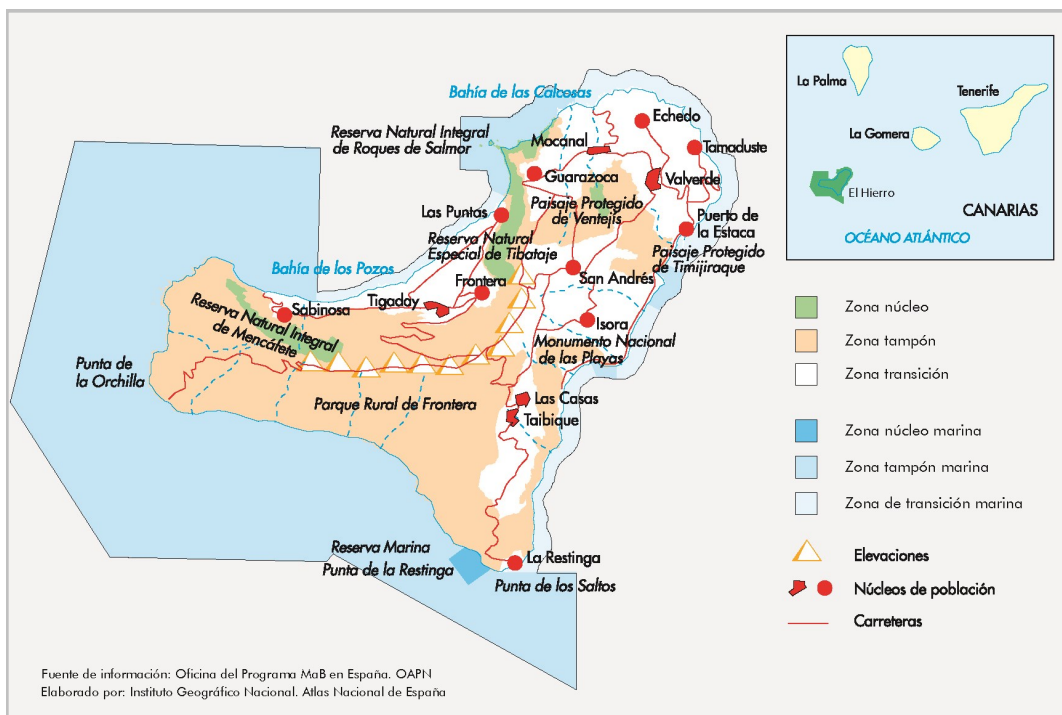 Bahía de las Calcosas
Reserva Natural Integral
de Roques de Salmor
Mocanal
Echedo
Tamaduste
Guarazoca
Valverde
Paisaje Protegido
de Ventejís
Las Puntas
Puerto de
la Estaca
Reserva Natural
Especial de Tibataje
Paisaje Protegido
de Timijiraque
Bahía de los Pozos
San Andrés
Frontera
Tigaday
Sabinosa
Reserva Natural Integral
de Mencáfete
Isora
Monumento Nacional
de las Playas
Punta de
la Orchilla
Parque Rural de Frontera
Las Casas
Taibique
Reserva Marina
Punta de la Restinga
La Restinga
Punta de los Saltos
La Palma
Tenerife
La Gomera
El Hierro
CANARIAS
OCÉANO ATLÁNTICO
Zona núcleo
Zona tampón
Zona transición
Zona núcleo marina
Zona tampón marina
Zona de transición marina
Elevaciones
Núcleos de población
Carreteras
Fuente de información: Oficina del Programa MaB en España. OAPN
Elaborado por: Instituto Geográfico Nacional. Atlas Nacional de España